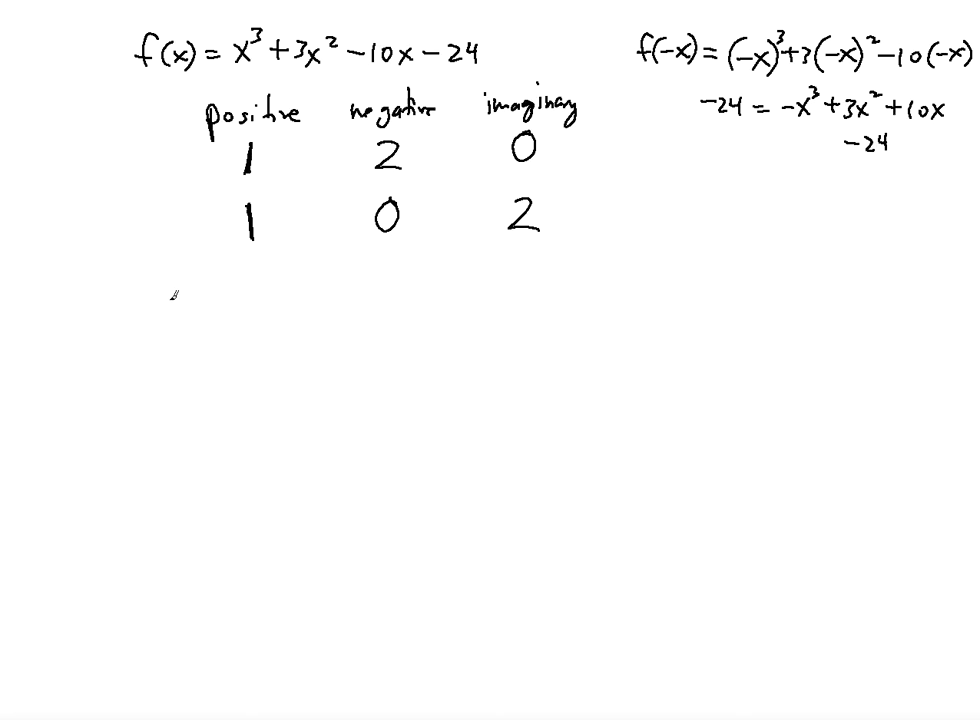 f(x) = x³ + 3x² - 10x - 24
f(-x) = (-x)³ + 3(-x)² - 10(-x)
-24 = -x³ + 3x² + 10x
-24
positive negative imaginary
1 2 0
1 0 2